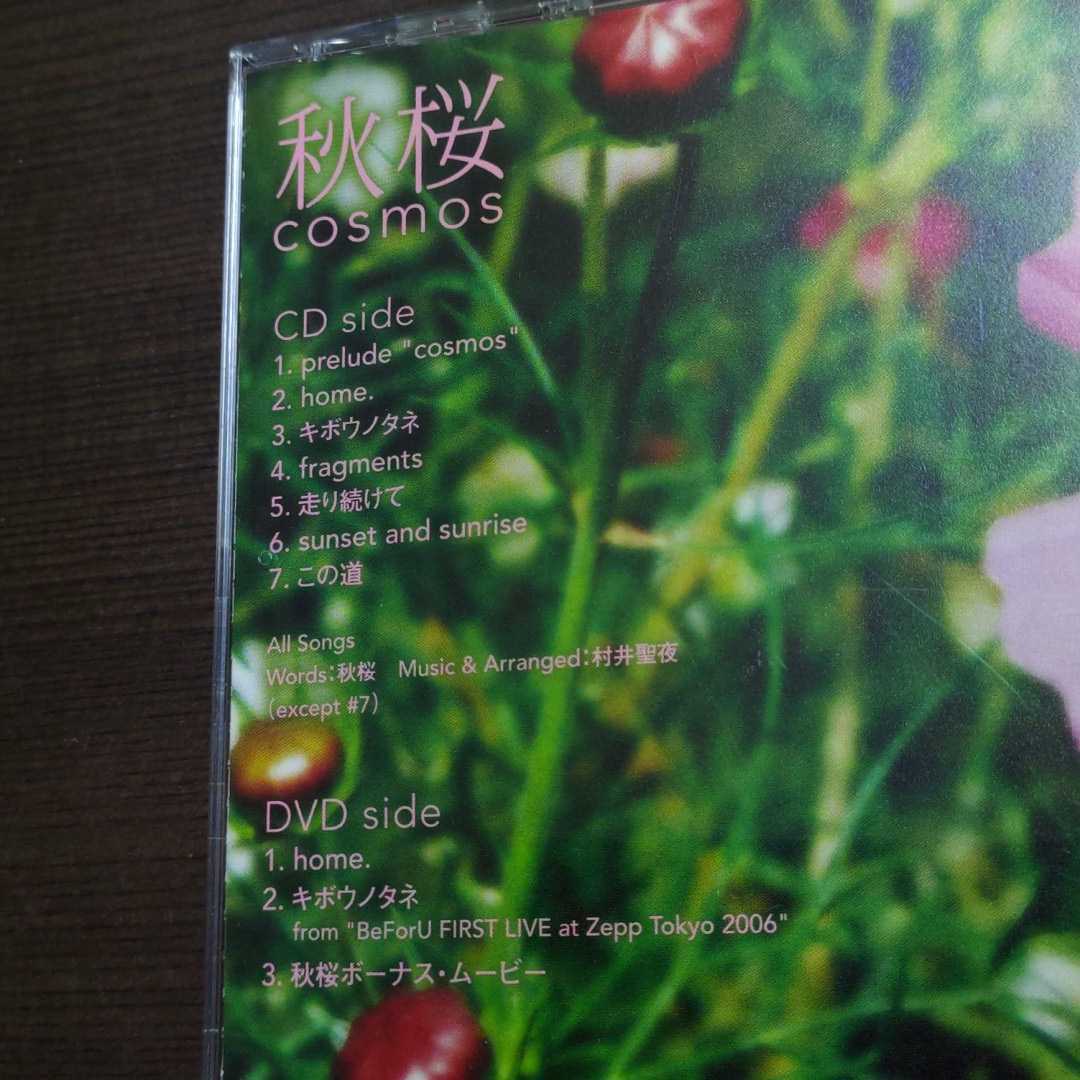 秋桜
cosmos
CD side
1. prelude "cosmos"
2. home.
3. キボウノタネ
4. fragments
5. 走り続けて
6. sunset and sunrise
7. この道
All Songs
Words：秋桜　Music & Arranged：村井聖夜
(except #7)
DVD side
1. home.
2. キボウノタネ
from "BeForU FIRST LIVE at Zepp Tokyo 2006"
3. 秋桜ボーナス・ムービー